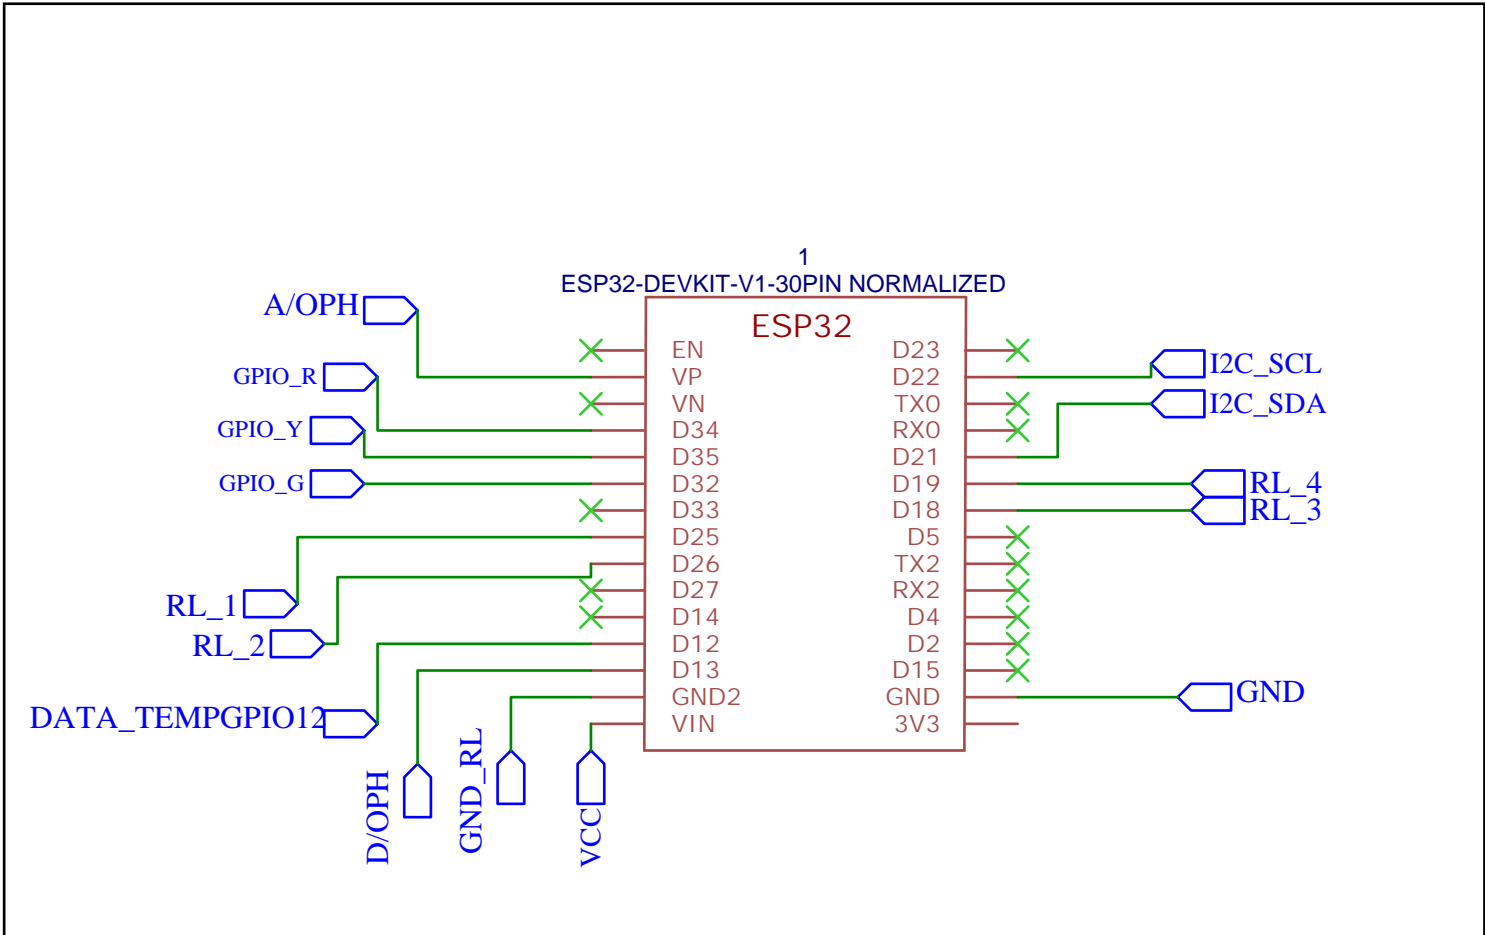 1
ESP32-DEVKIT-V1-30PIN NORMALIZED
ESP32
A/OPH
GPIO_R
GPIO_Y
GPIO_G
RL_1
RL_2
DATA_TEMPGPIO12
D/OPH
GND_RL
VCC
EN
VP
VN
D34
D35
D32
D33
D25
D26
D27
D14
D12
D13
GND2
VIN
D23
D22
TX0
RX0
D21
D19
D18
D5
TX2
RX2
D4
D2
D15
GND
3V3
I2C_SCL
I2C_SDA
RL_4
RL_3
GND